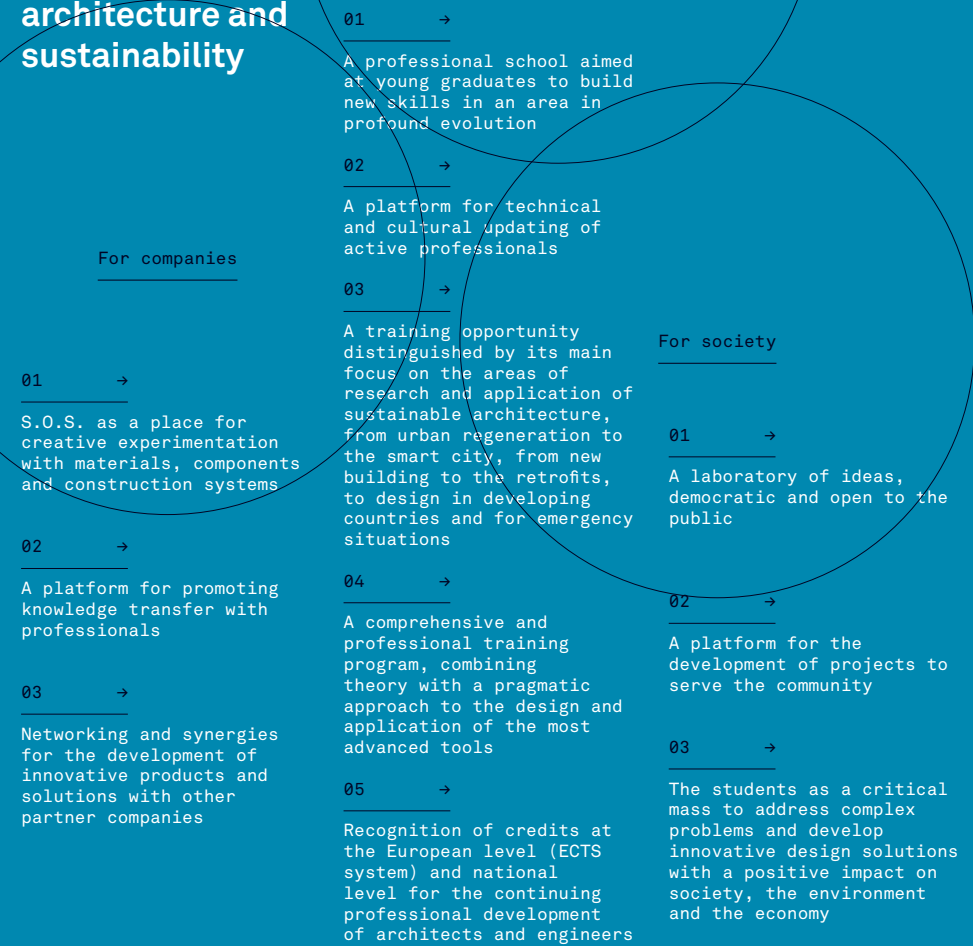 architecture and
sustainability
For companies
01 →
S.O.S. as a place for
creative experimentation
with materials, components
and construction systems
02 →
A platform for promoting
knowledge transfer with
professionals
03 →
Networking and synergies
for the development of
innovative products and
solutions with other
partner companies
01 →
A professional school aimed
at young graduates to build
new skills in an area in
profound evolution
02 →
A platform for technical
and cultural updating of
active professionals
03 →
A training opportunity
distinguished by its main
focus on the areas of
research and application of
sustainable architecture,
from urban regeneration to
the smart city, from new
building to the retrofits,
to design in developing
countries and for emergency
situations
04 →
A comprehensive and
professional training
program, combining
theory with a pragmatic
approach to the design and
application of the most
advanced tools
05 →
Recognition of credits at
the European level (ECTS
system) and national
level for the continuing
professional development
of architects and engineers
For society
01 →
A laboratory of ideas,
democratic and open to the
public
02 →
A platform for the
development of projects to
serve the community
03 →
The students as a critical
mass to address complex
problems and develop
innovative design solutions
with a positive impact on
society, the environment
and the economy